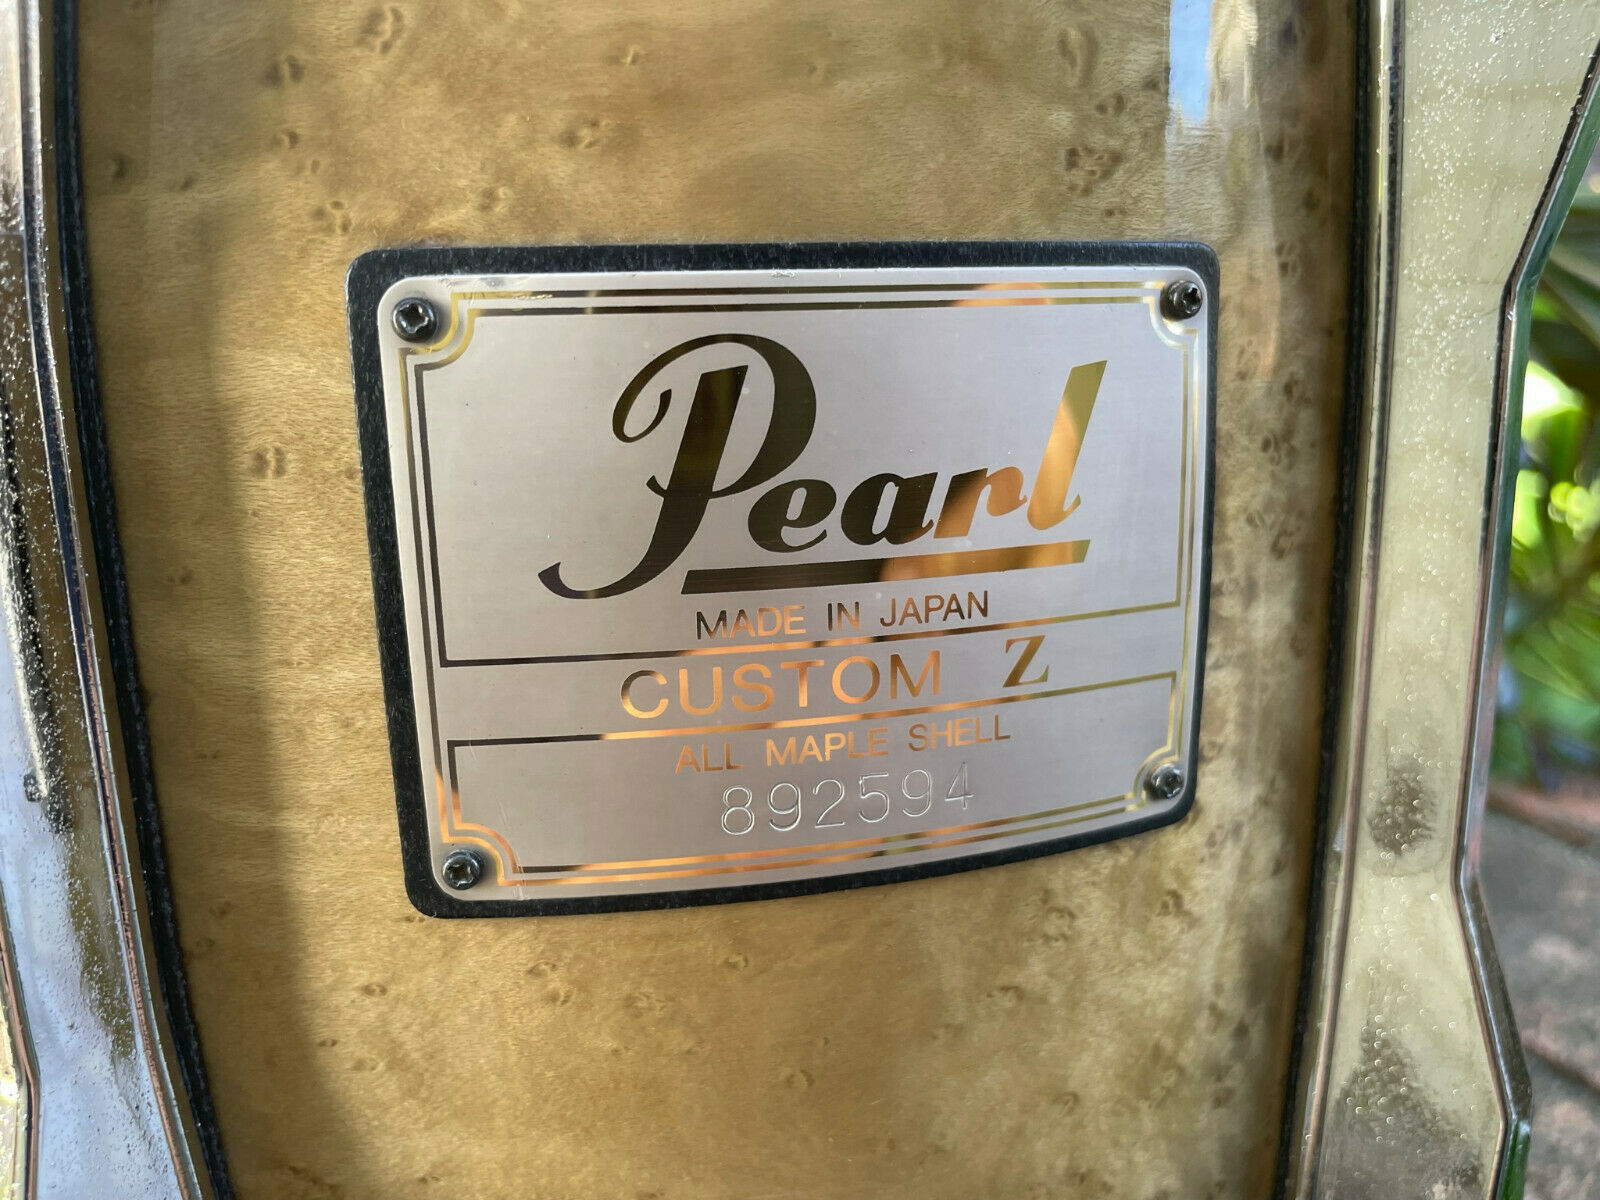 Pearl
MADE IN JAPAN
CUSTOM Z
ALL MAPLE SHELL
892594